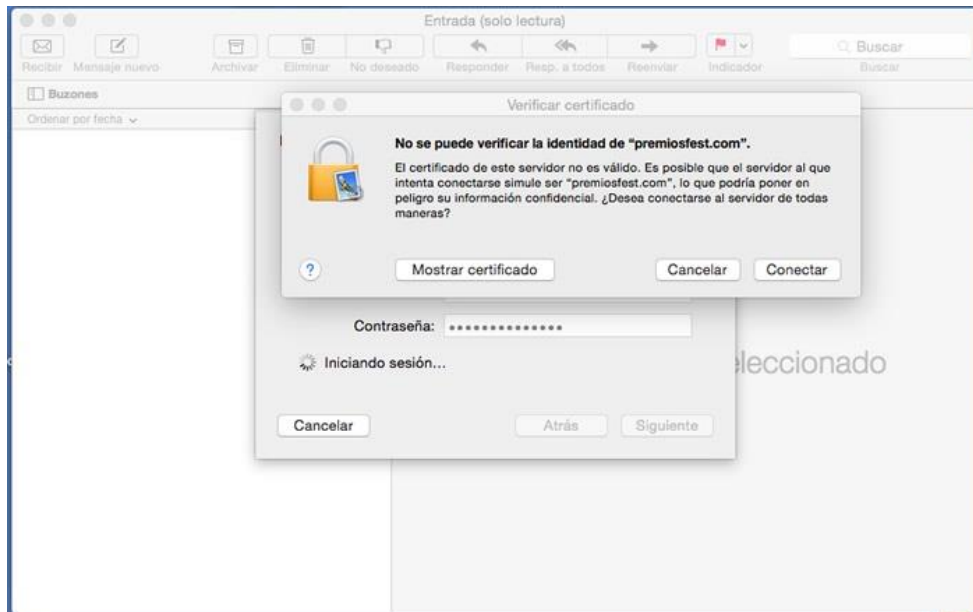 Entrada (solo lectura)
Recibir Mensaje nuevo Archivar Eliminar No deseado Responder Resp. a todos Reenviar Indicador Buscar
Buscar
Buzones
Ordenar por fecha
Verificar certificado
No se puede verificar la identidad de “premiosfest.com”.
El certificado de este servidor no es válido. Es posible que el servidor al que
intenta conectarse simule ser “premiosfest.com”, lo que podría poner en
peligro su información confidencial. ¿Desea conectarse al servidor de todas
maneras?
? Mostrar certificado Cancelar Conectar
Contraseña: ••••••••••••••
Iniciando sesión...
eleccionado
Cancelar Atrás Siguiente